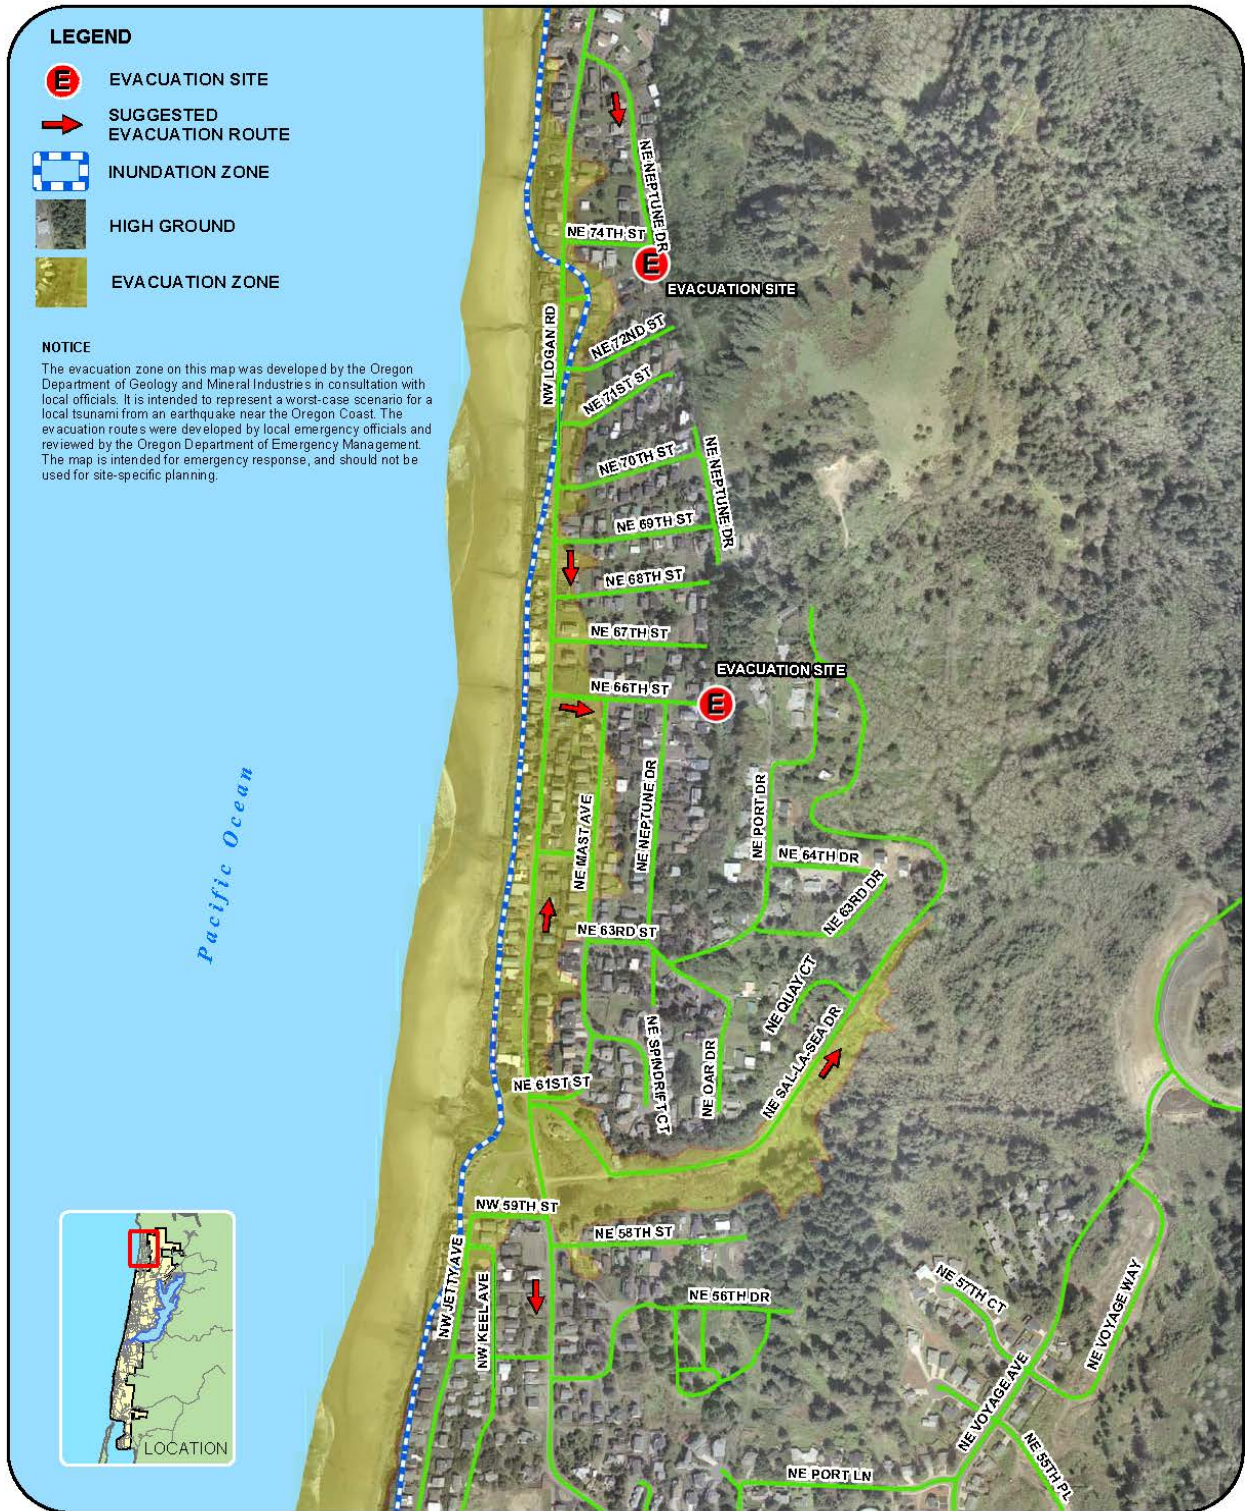 LEGEND
E
EVACUATION SITE
SUGGESTED
EVACUATION ROUTE
INUNDATION ZONE
HIGH GROUND
EVACUATION ZONE
NOTICE
The evacuation zone on this map was developed by the Oregon
Department of Geology and Mineral Industries in consultation with
local officials. It is intended to represent a worst-case scenario for a
local tsunami from an earthquake near the Oregon Coast. The
evacuation routes were developed by local emergency officials and
reviewed by the Oregon Department of Emergency Management.
The map is intended for emergency response, and should not be
used for site-specific planning.
NE NEPTUNE DR
NE 74TH ST
E
EVACUATION SITE
NW LOGAN RD
NE 72ND ST
NE 71ST ST
NE 70TH ST
NE NEPTUNE DR
NE 69TH ST
NE 68TH ST
NE 67TH ST
EVACUATION SITE
NE 66TH ST
E
NE MAST AVE
NE NEPTUNE DR
NE PORT DR
NE 64TH DR
NE 63RD DR
NE 63RD ST
Pacific Ocean
NE QUAY CT
NE SAL-LA-SEA DR
NE SPINDRIFT CT
NE OAR DR
NE 61ST ST
NW 59TH ST
NE 58TH ST
NW JETTY AVE
NW KEEL AVE
NE 56TH DR
NE 57TH CT
NE VOYAGE WAY
NE VOYAGE AVE
NE 55TH PL
NE PORT LN
LOCATION